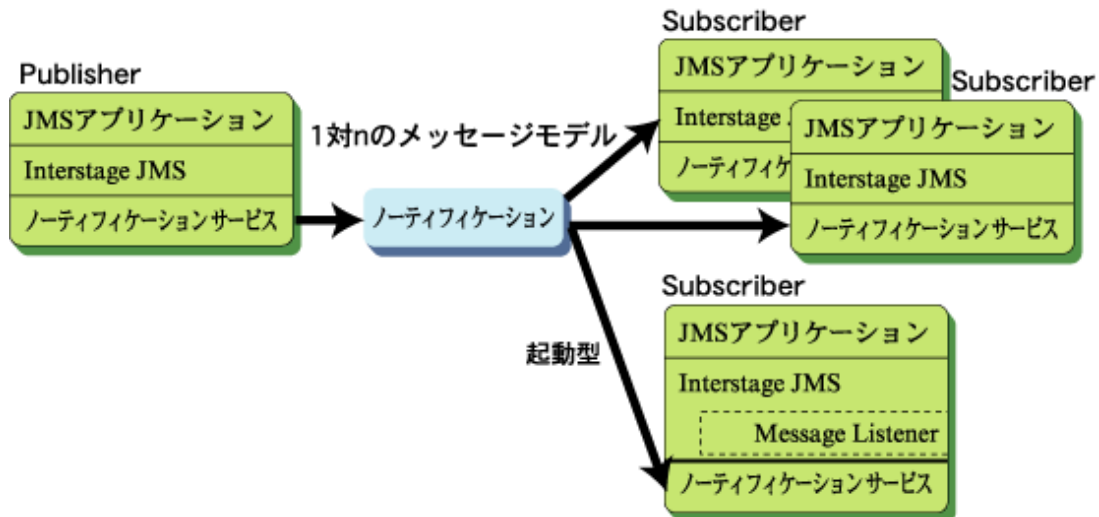 Publisher
JMSアプリケーション
Interstage JMS
ノーティフィケーションサービス
1対nのメッセージモデル
ノーティフィケーション
起動型
Subscriber
JMSアプリケーション
Interstage
ノーティフィケ
Subscriber
JMSアプリケーション
Interstage JMS
ノーティフィケーションサービス
Subscriber
JMSアプリケーション
Interstage JMS
Message Listener
ノーティフィケーションサービス